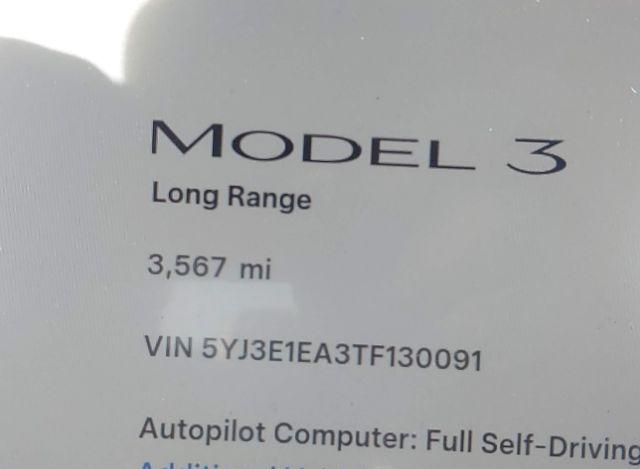 MODEL 3
Long Range
3,567 mi
VIN 5YJ3E1EA3TF130091
Autopilot Computer: Full Self-Driving